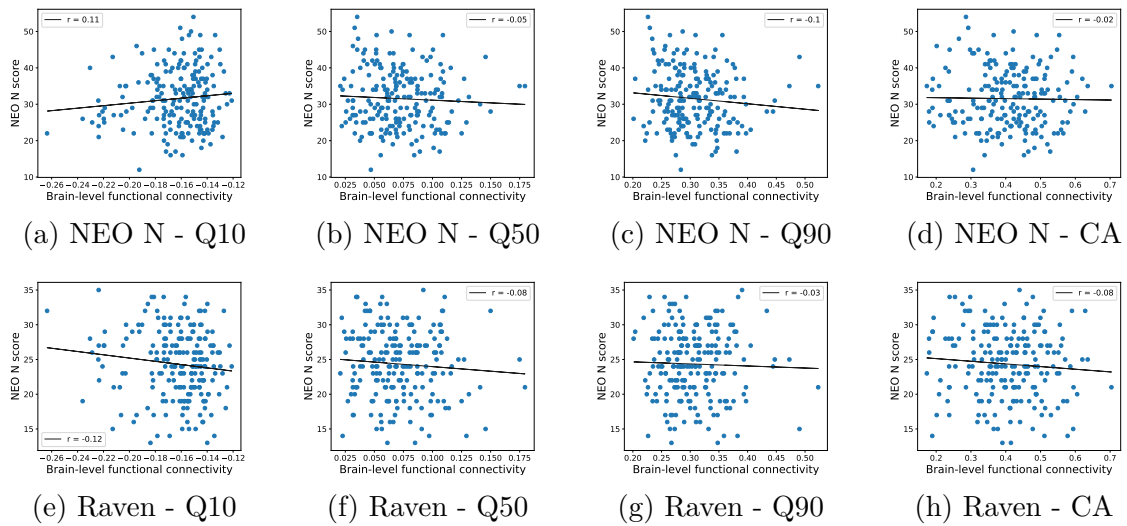 r = 0.11
NEO N score
50
40
30
20
10
−0.26 −0.24 −0.22 −0.20 −0.18 −0.16 −0.14 −0.12
Brain-level functional connectivity
(a) NEO N - Q10
r = -0.05
NEO N score
50
40
30
20
10
0.025 0.050 0.075 0.100 0.125 0.150 0.175
Brain-level functional connectivity
(b) NEO N - Q50
r = -0.1
NEO N score
50
40
30
20
10
0.20 0.25 0.30 0.35 0.40 0.45 0.50
Brain-level functional connectivity
(c) NEO N - Q90
r = -0.02
NEO N score
50
40
30
20
10
0.2 0.3 0.4 0.5 0.6 0.7
Brain-level functional connectivity
(d) NEO N - CA
35
30
25
20
15
NEO N score
r = -0.12
−0.26 −0.24 −0.22 −0.20 −0.18 −0.16 −0.14 −0.12
Brain-level functional connectivity
(e) Raven - Q10
r = -0.08
NEO N score
35
30
25
20
15
0.025 0.050 0.075 0.100 0.125 0.150 0.175
Brain-level functional connectivity
(f) Raven - Q50
r = -0.03
NEO N score
35
30
25
20
15
0.20 0.25 0.30 0.35 0.40 0.45 0.50
Brain-level functional connectivity
(g) Raven - Q90
r = -0.08
NEO N score
35
30
25
20
15
0.2 0.3 0.4 0.5 0.6 0.7
Brain-level functional connectivity
(h) Raven - CA